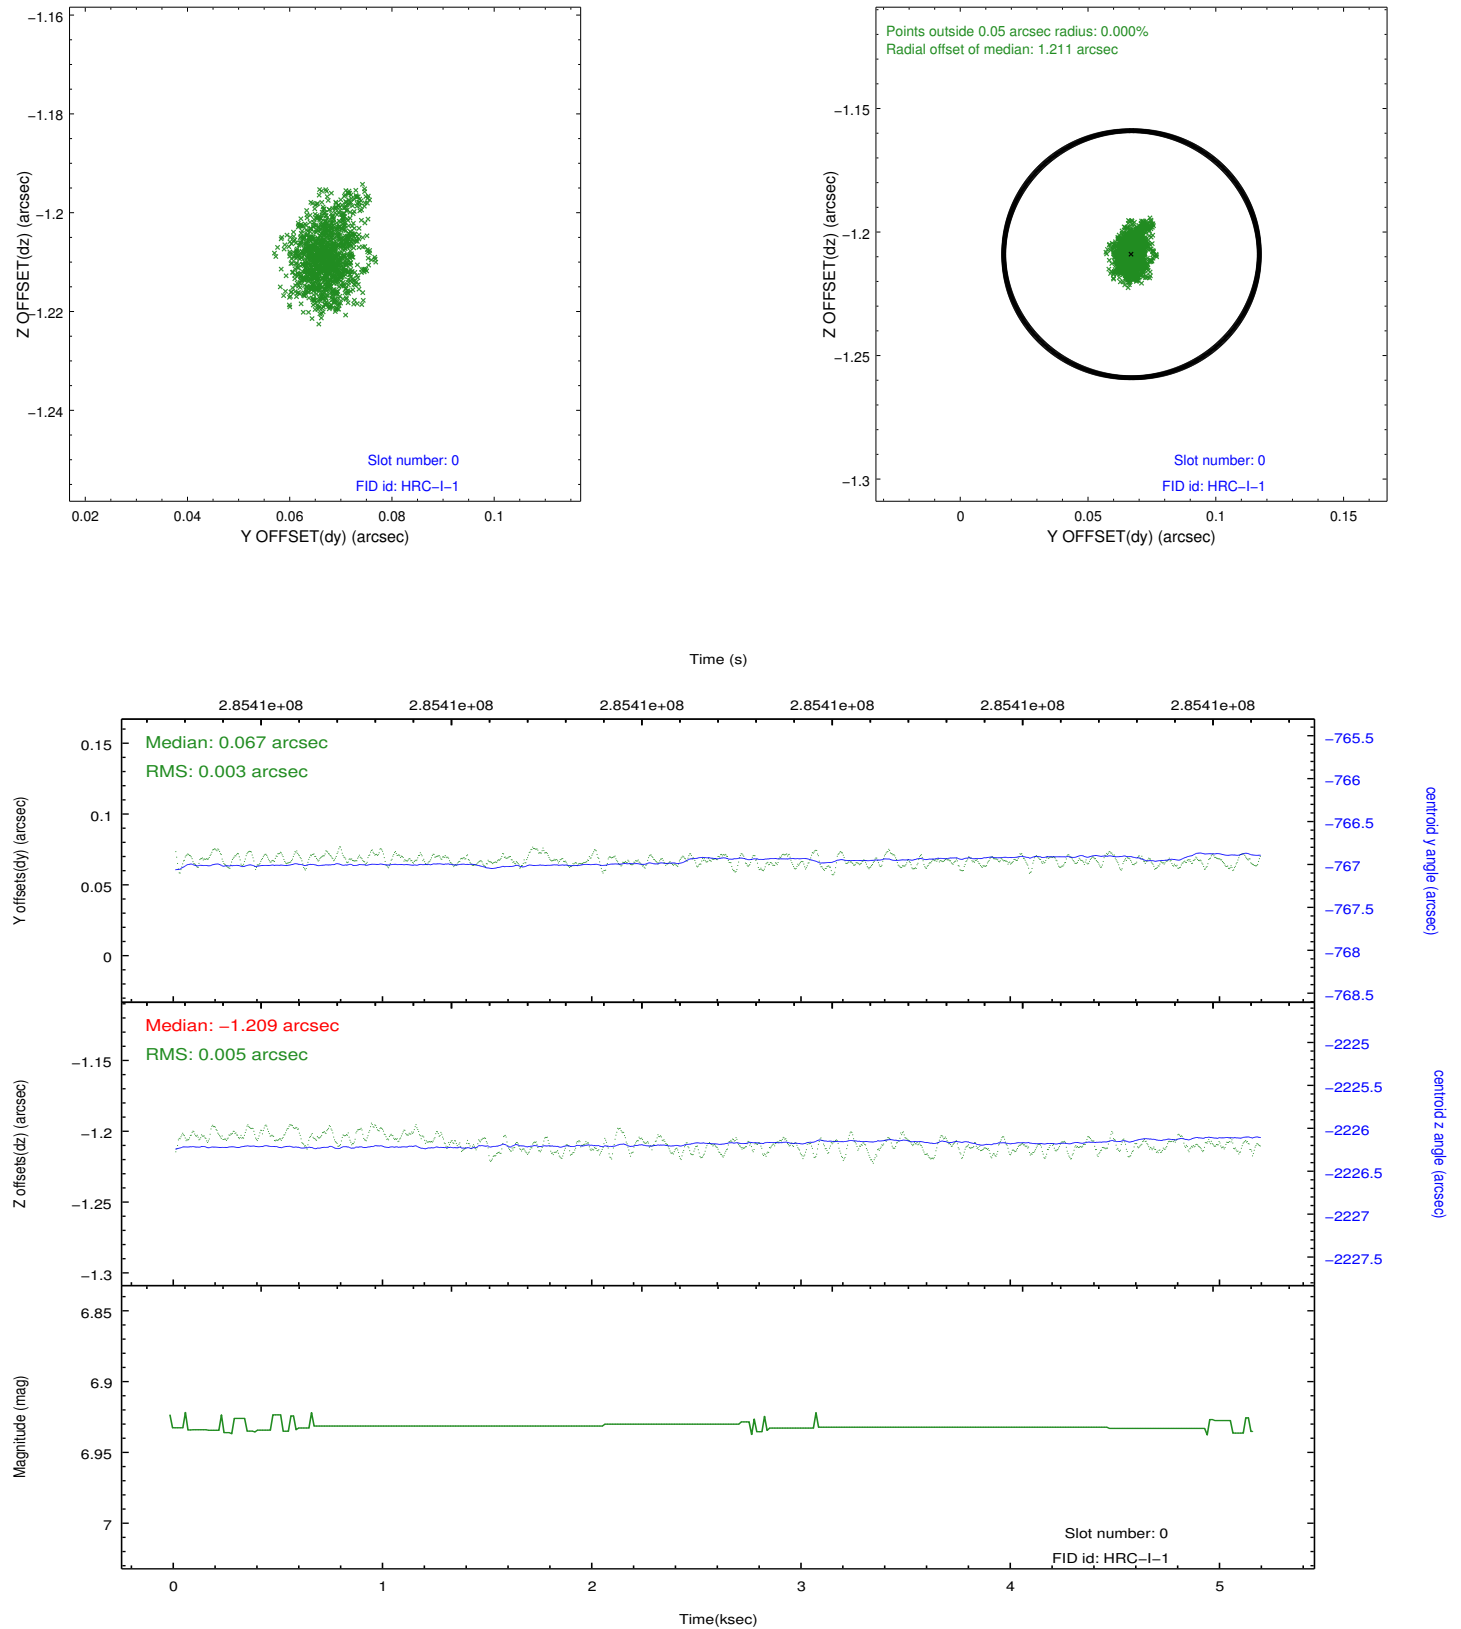 −1.16
−1.18
−1.2
−1.22
−1.24
Z OFFSET(dz) (arcsec)
Slot number: 0
FID id: HRC−I−1
0.02 0.04 0.06 0.08 0.1
Y OFFSET(dy) (arcsec)
Points outside 0.05 arcsec radius: 0.000%
Radial offset of median: 1.211 arcsec
−1.15
−1.2
−1.25
−1.3
Z OFFSET(dz) (arcsec)
Slot number: 0
FID id: HRC−I−1
0 0.05 0.1 0.15
Y OFFSET(dy) (arcsec)
Time (s)
2.8541e+08 2.8541e+08 2.8541e+08 2.8541e+08 2.8541e+08 2.8541e+08
Median: 0.067 arcsec
RMS: 0.003 arcsec
0.15
0.1
0.05
0
Y offsets(dy) (arcsec)
−765.5
−766
−766.5
−767
−767.5
−768
−768.5
centroid y angle (arcsec)
Median: −1.209 arcsec
RMS: 0.005 arcsec
−1.15
−1.2
−1.25
−1.3
Z offsets(dz) (arcsec)
−2225
−2225.5
−2226
−2226.5
−2227
−2227.5
centroid z angle (arcsec)
6.85
6.9
6.95
7
Magnitude (mag)
Slot number: 0
FID id: HRC−I−1
0 1 2 3 4 5
Time(ksec)